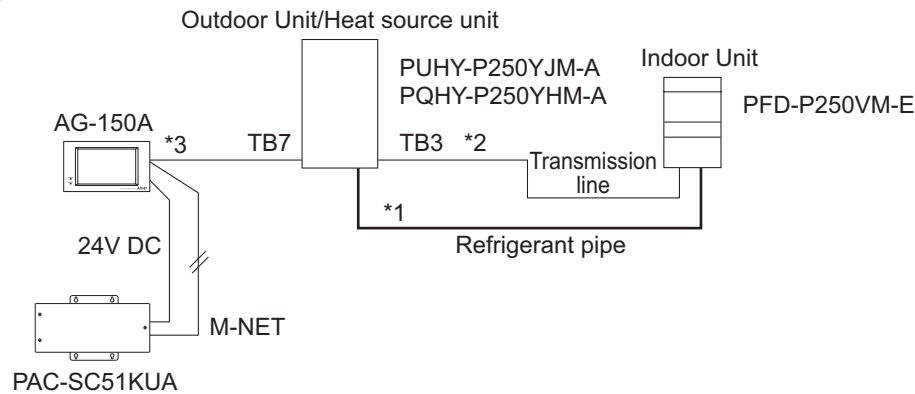 Outdoor Unit/Heat source unit
PUHY-P250YJM-A
PQHY-P250YHM-A
Indoor Unit
PFD-P250VM-E
AG-150A
*3
TB7
TB3
*2
Transmission
line
*1
Refrigerant pipe
24V DC
M-NET
PAC-SC51KUA